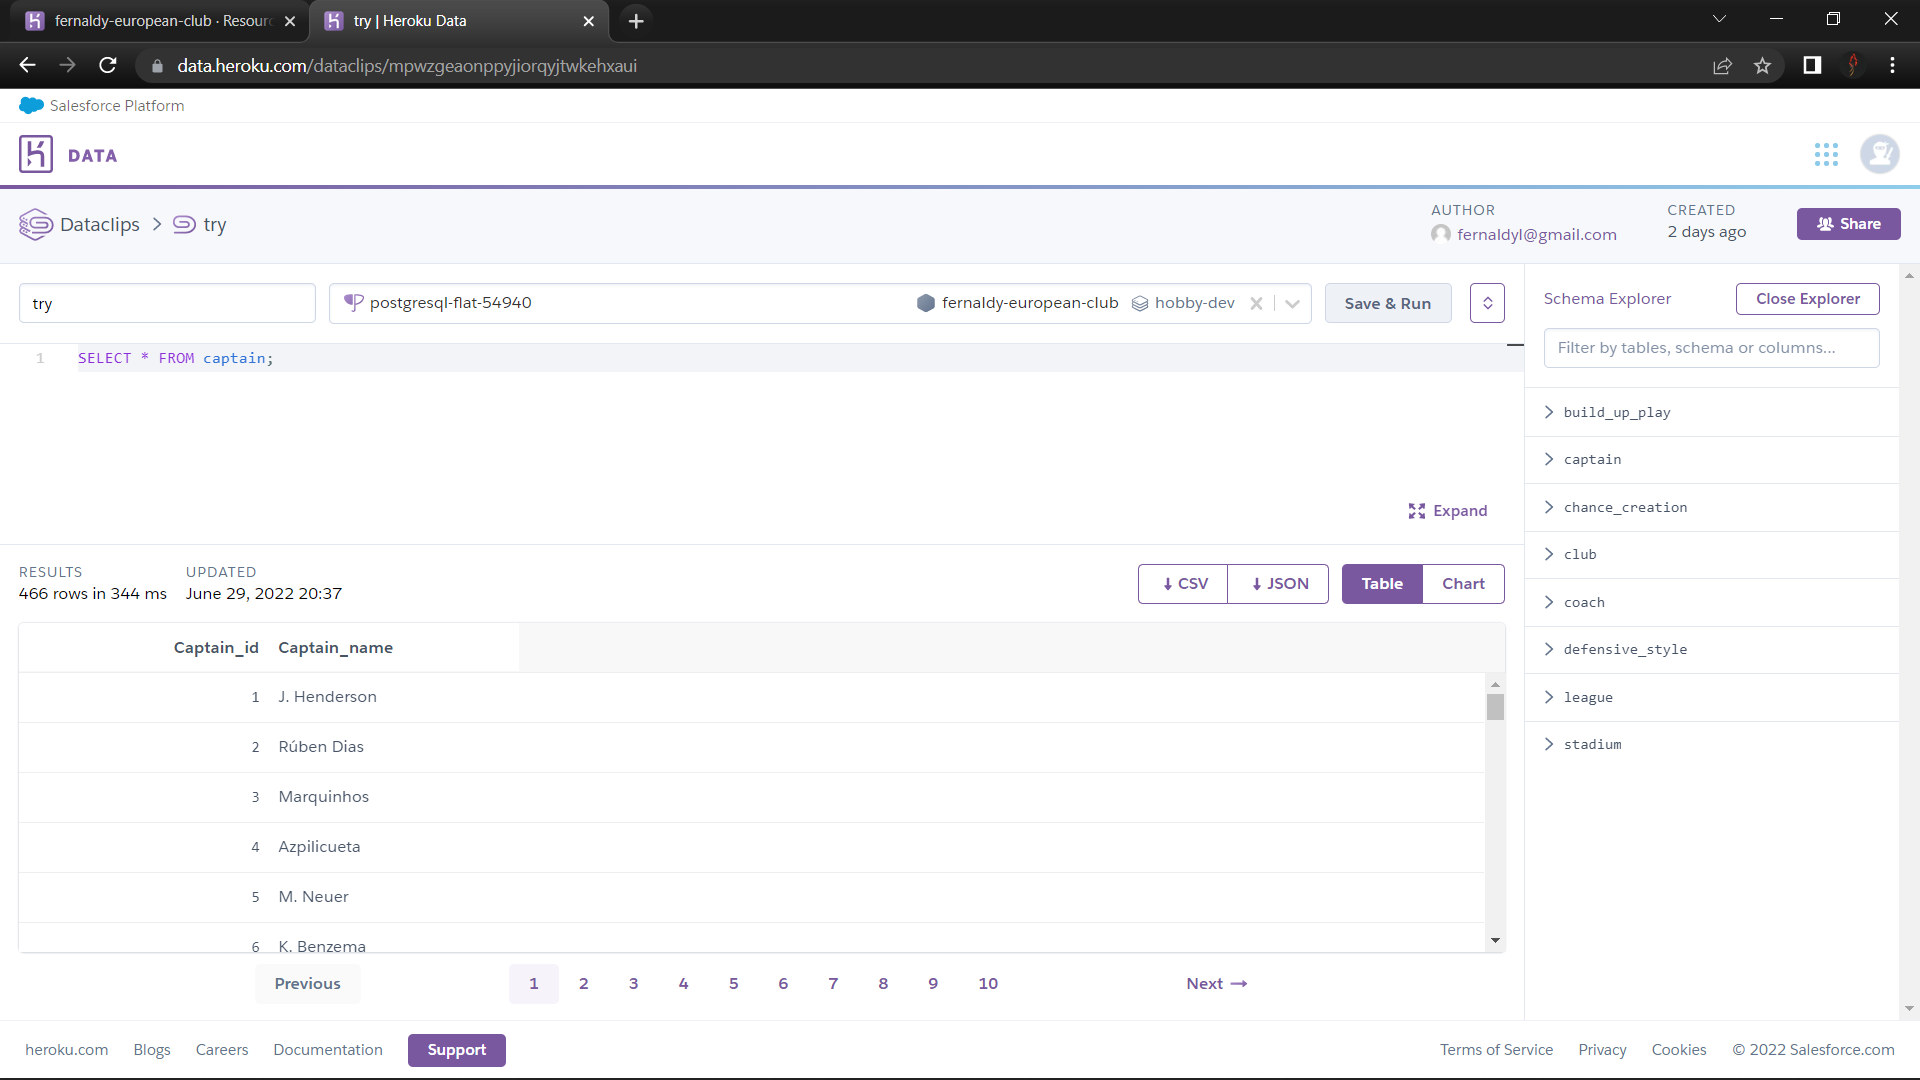 fernaldy-european-club · Resour
try | Heroku Data
data.heroku.com/dataclips/mpwzgeaonppyjiorqyjtwkehxaui
Salesforce Platform
DATA
Dataclips > try
AUTHOR
fernaldyl@gmail.com
CREATED
2 days ago
Share
try
postgresql-flat-54940
fernaldy-european-club
hobby-dev
Save & Run
Schema Explorer
Close Explorer
Filter by tables, schema or columns...
1 SELECT * FROM captain;
Expand
build_up_play
captain
chance_creation
club
coach
defensive_style
league
stadium
RESULTS
466 rows in 344 ms
UPDATED
June 29, 2022 20:37
CSV
JSON
Table
Chart
Captain_id Captain_name
1 J. Henderson
2 Rúben Dias
3 Marquinhos
4 Azpilicueta
5 M. Neuer
6 K. Benzema
Previous 1 2 3 4 5 6 7 8 9 10 Next →
heroku.com Blogs Careers Documentation Support
Terms of Service Privacy Cookies © 2022 Salesforce.com